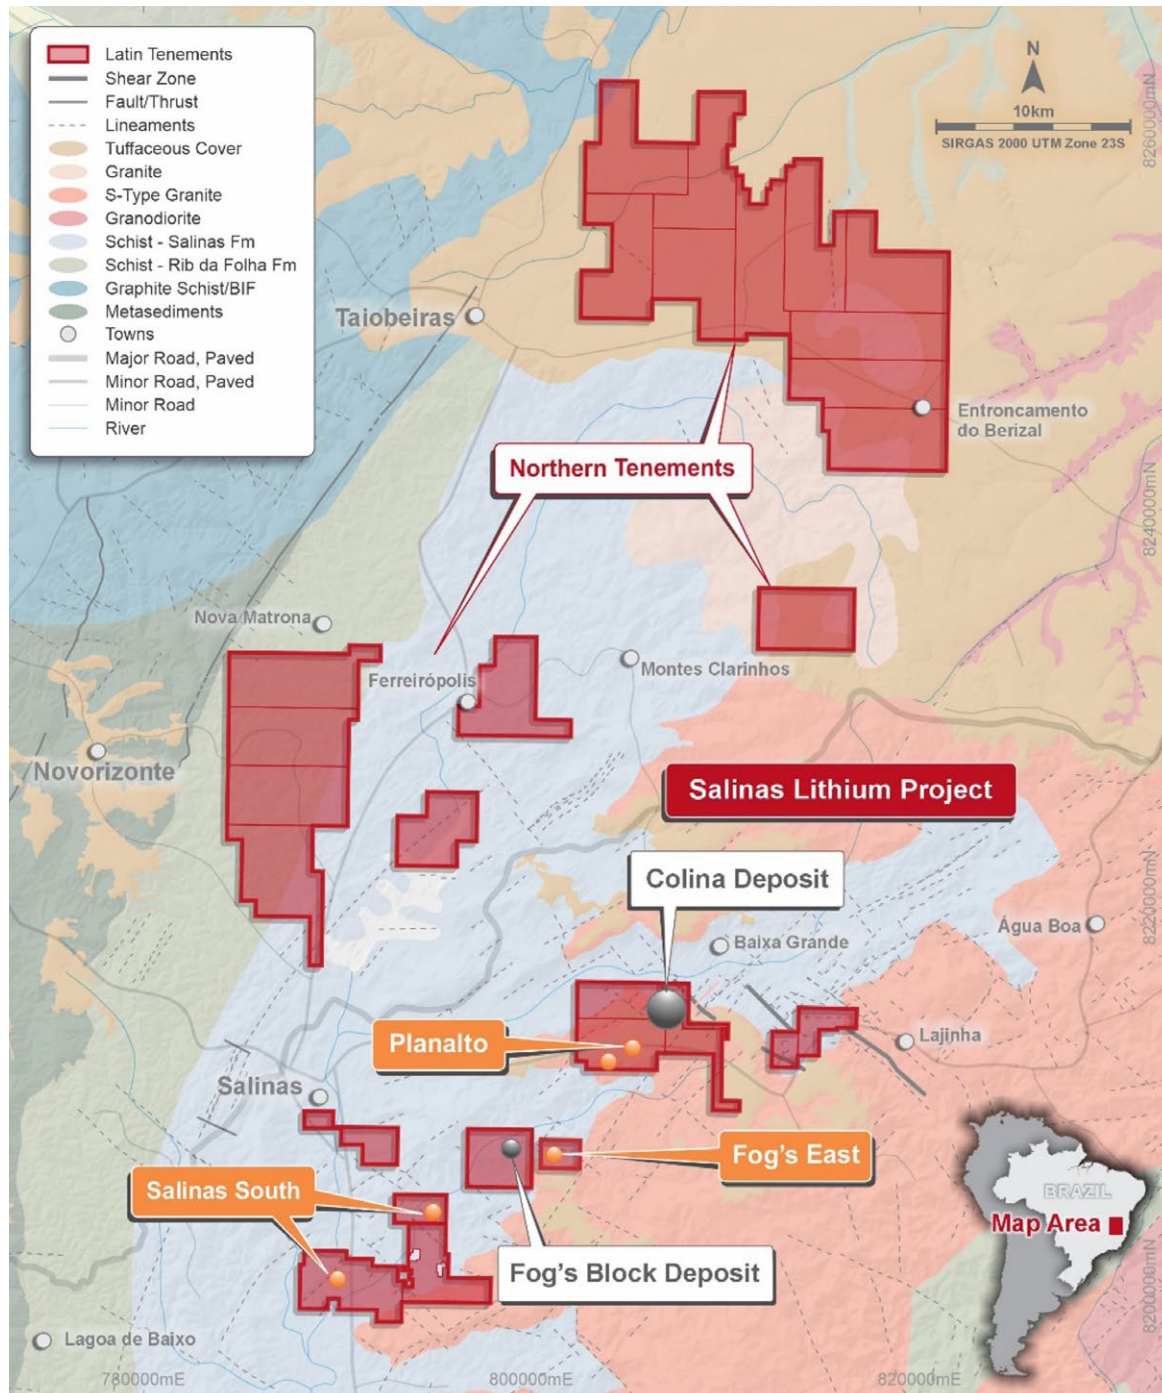 Latin Tenements
Shear Zone
Fault/Thrust
Lineaments
Tuffaceous Cover
Granite
S-Type Granite
Granodiorite
Schist - Salinas Fm
Schist - Rib da Folha Fm
Graphite Schist/BIF
Metasediments
Towns
Major Road, Paved
Minor Road, Paved
Minor Road
River
N
10km
SIRGAS 2000 UTM Zone 23S
8260000mN
Taiobeiras
Entroncamento
do Berizal
Northern Tenements
8240000mN
Nova Matrona
Ferreirópolis
Montes Clarinhos
Novorizonte
Salinas Lithium Project
Colina Deposit
8220000mN
Água Boa
Baixa Grande
Planalto
Lajinha
Salinas
Fog's East
Salinas South
BRAZIL
Map Area
Fog's Block Deposit
8200000mN
Lagoa de Baixo
780000mE
800000mE
820000mE